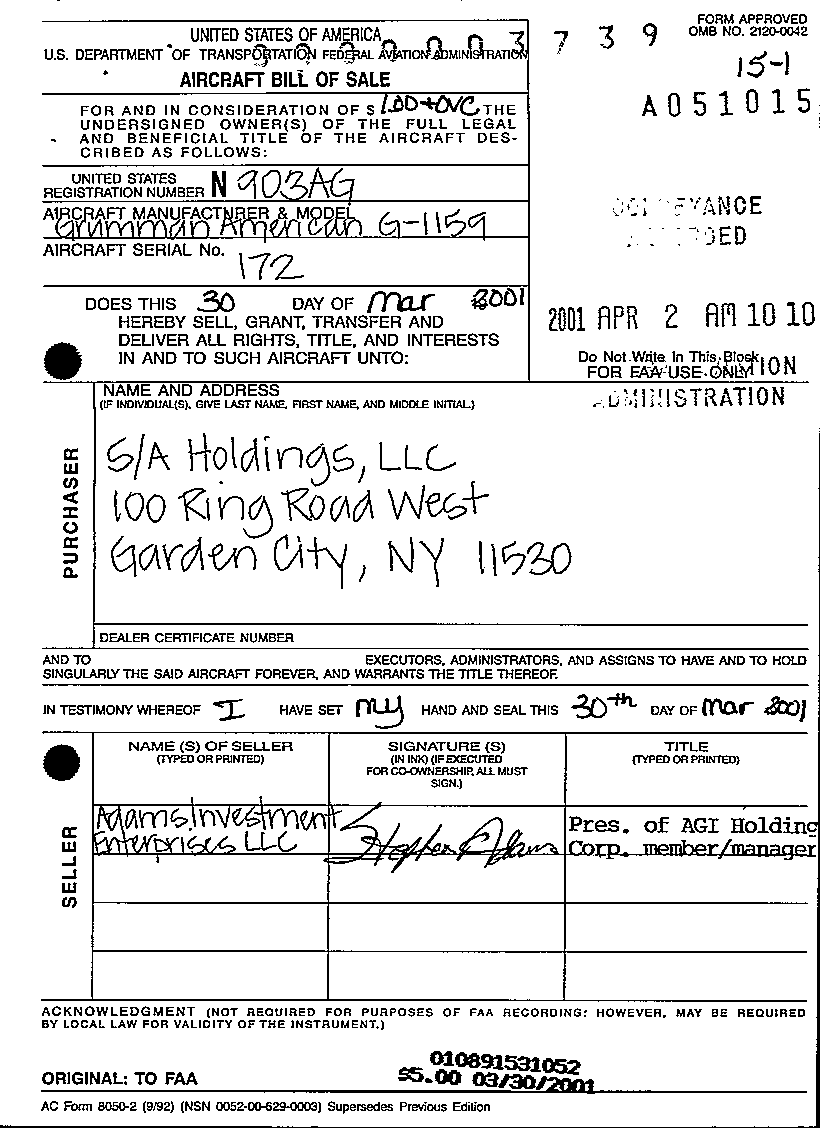 FORM APPROVED
OMB NO. 2120-0042
UNITED STATES OF AMERICA
U.S. DEPARTMENT OF TRANSPORTATION FEDERAL AVIATION ADMINISTRATION
0 0 0 0 0 3 7 3 9
AIRCRAFT BILL OF SALE
15-1
A051015
FOR AND IN CONSIDERATION OF $ 1.00+OVC THE
UNDERSIGNED OWNER(S) OF THE FULL LEGAL
AND BENEFICIAL TITLE OF THE AIRCRAFT DES-
CRIBED AS FOLLOWS:
UNITED STATES
REGISTRATION NUMBER N 903AG
AIRCRAFT MANUFACTURER & MODEL
Grumman American G-1159
AIRCRAFT SERIAL No.
172
DOES THIS 30 DAY OF Mar 2001
HEREBY SELL, GRANT, TRANSFER AND
DELIVER ALL RIGHTS, TITLE, AND INTERESTS
IN AND TO SUCH AIRCRAFT UNTO:
2001 APR 2 AM 10 10
Do Not Write In This Block
FOR FAA USE ONLY
ADMINISTRATION
NAME AND ADDRESS
(IF INDIVIDUAL(S), GIVE LAST NAME, FIRST NAME, AND MIDDLE INITIAL.)
PURCHASER
S/A Holdings, LLC
100 Ring Road West
Garden City, NY 11530
DEALER CERTIFICATE NUMBER
AND TO EXECUTORS, ADMINISTRATORS, AND ASSIGNS TO HAVE AND TO HOLD
SINGULARLY THE SAID AIRCRAFT FOREVER, AND WARRANTS THE TITLE THEREOF.
IN TESTIMONY WHEREOF I HAVE SET my HAND AND SEAL THIS 30th DAY OF Mar 2001
SELLER
NAME (S) OF SELLER
(TYPED OR PRINTED)
SIGNATURE (S)
(IN INK) (IF EXECUTED
FOR CO-OWNERSHIP, ALL MUST
SIGN.)
TITLE
(TYPED OR PRINTED)
Adams Investment
Enterprises LLC
Stephen Adams
Pres. of AGI Holding
Corp. member/manager
ACKNOWLEDGMENT (NOT REQUIRED FOR PURPOSES OF FAA RECORDING: HOWEVER, MAY BE REQUIRED
BY LOCAL LAW FOR VALIDITY OF THE INSTRUMENT.)
010891531052
$5.00 03/30/2001
ORIGINAL: TO FAA
AC Form 8050-2 (9/92) (NSN 0052-00-629-0003) Supersedes Previous Edition